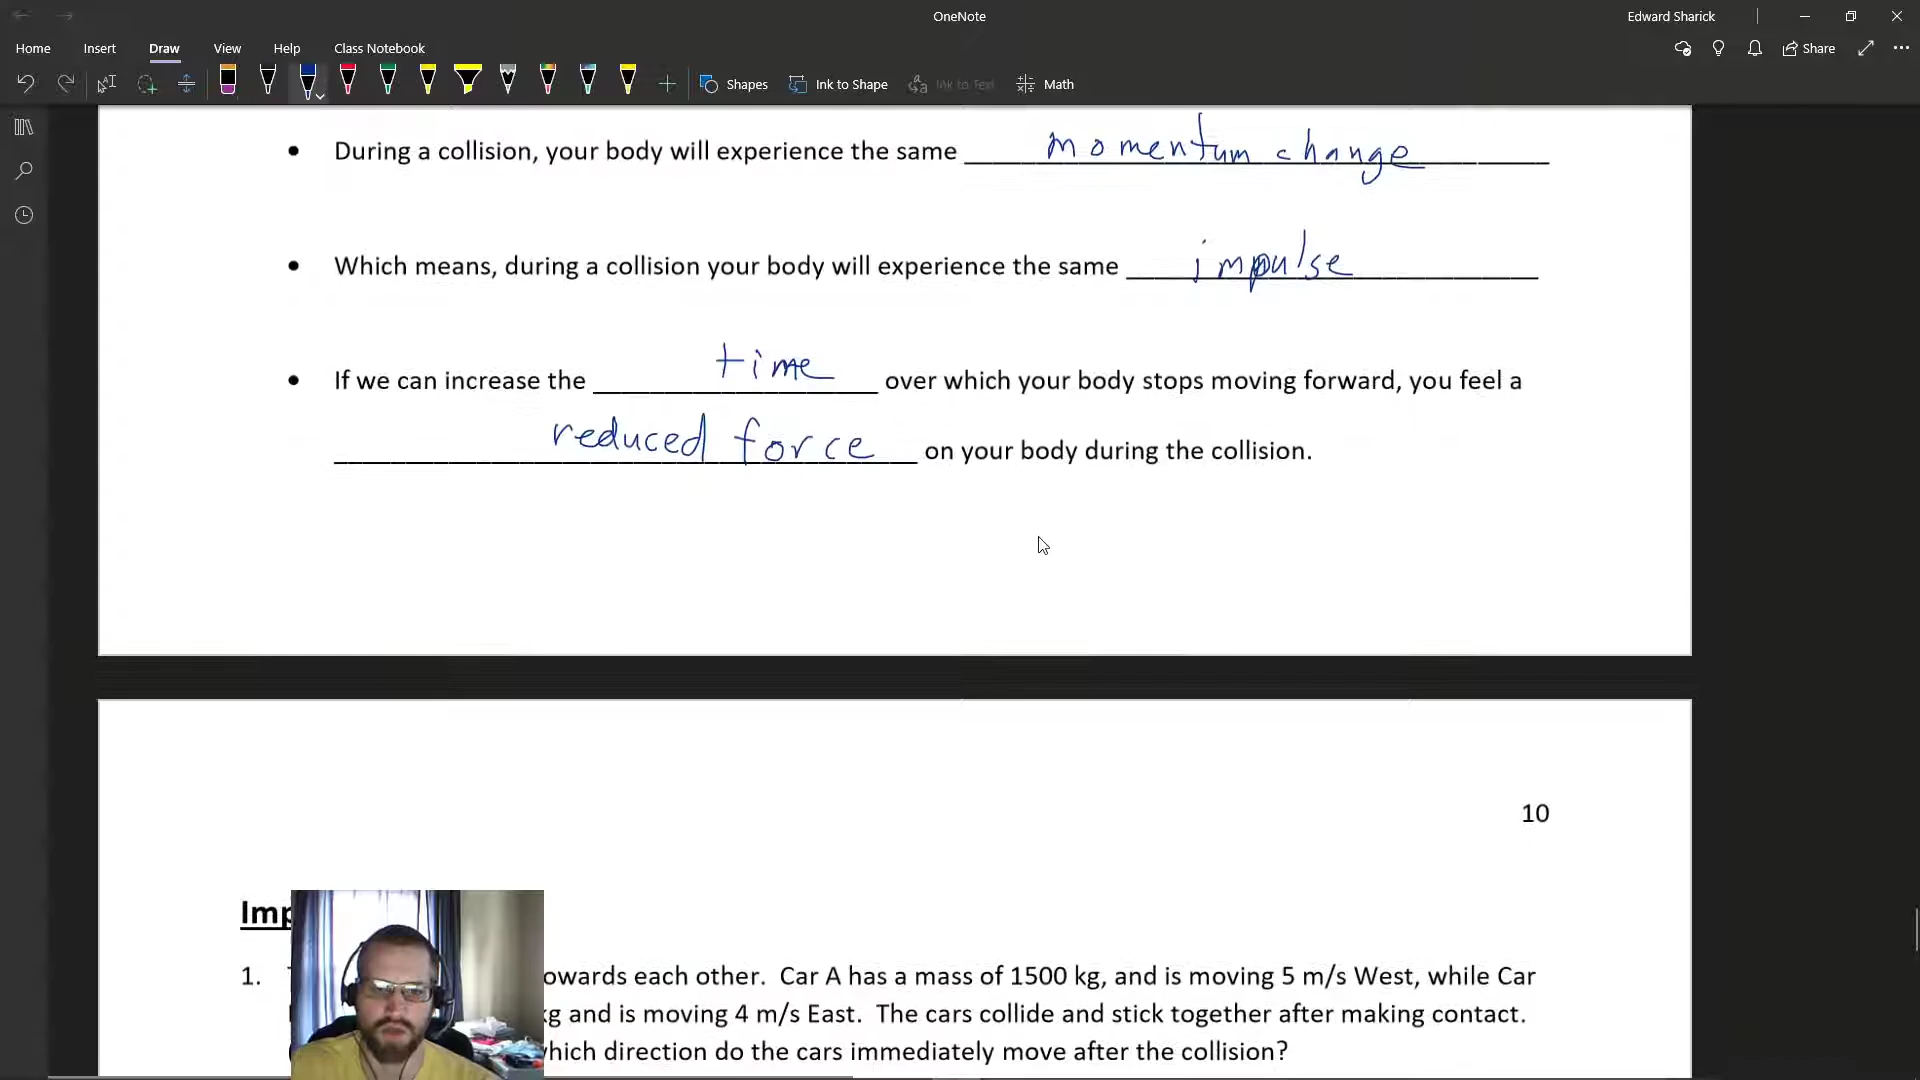 OneNote
Edward Sharick
Home Insert Draw View Help Class Notebook
Share
Shapes Ink to Shape Ink to Text Math
• During a collision, your body will experience the same momentum change
• Which means, during a collision your body will experience the same impulse
• If we can increase the time over which your body stops moving forward, you feel a
reduced force on your body during the collision.
10
Imp
1. owards each other. Car A has a mass of 1500 kg, and is moving 5 m/s West, while Car
kg and is moving 4 m/s East. The cars collide and stick together after making contact.
hich direction do the cars immediately move after the collision?